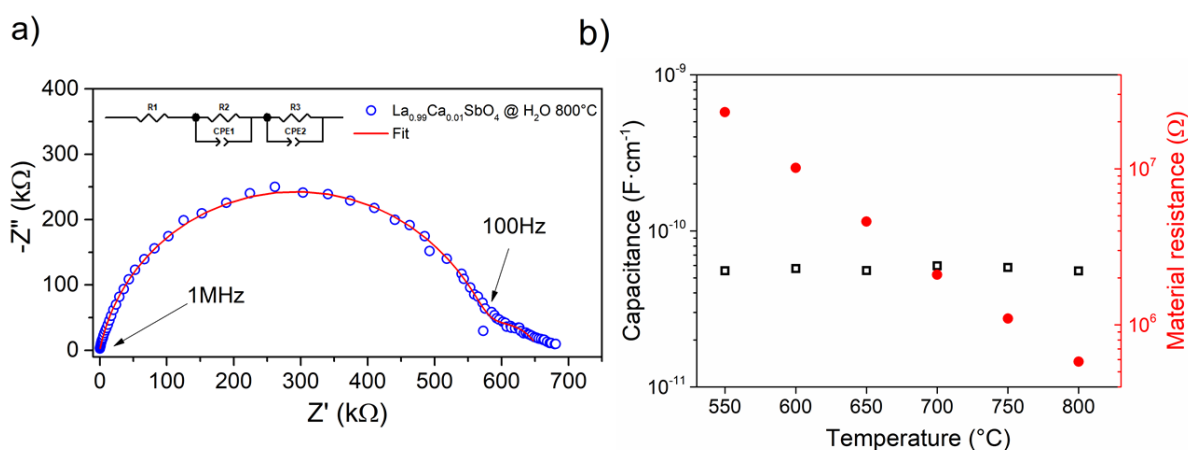 a)
400
300
200
100
0
-Z" (kΩ)
R1
R2
R3
CPE1
CPE2
La0.99Ca0.01SbO4 @ H2O 800°C
Fit
100Hz
1MHz
0 100 200 300 400 500 600 700
Z' (kΩ)
b)
10⁻⁹
10⁻¹⁰
10⁻¹¹
Capacitance (F·cm⁻¹)
10⁷
10⁶
Material resistance (Ω)
550 600 650 700 750 800
Temperature (°C)